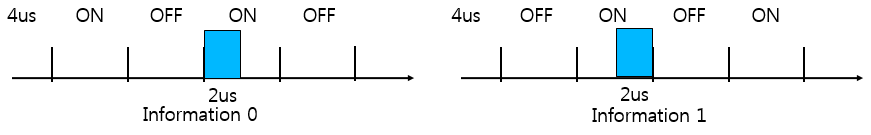 4us ON OFF ON OFF
2us
Information 0
4us OFF ON OFF ON
2us
Information 1